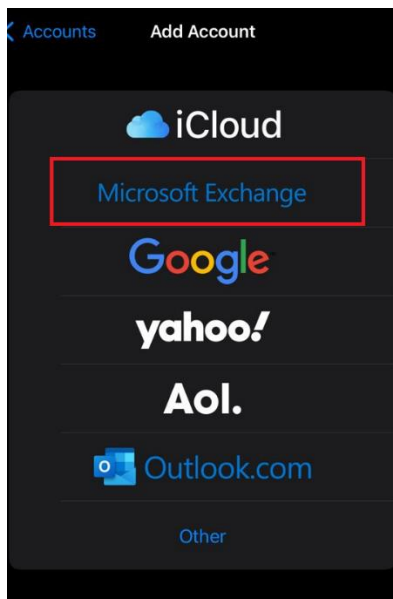 Accounts Add Account
iCloud
Microsoft Exchange
Google
yahoo!
Aol.
Outlook.com
Other